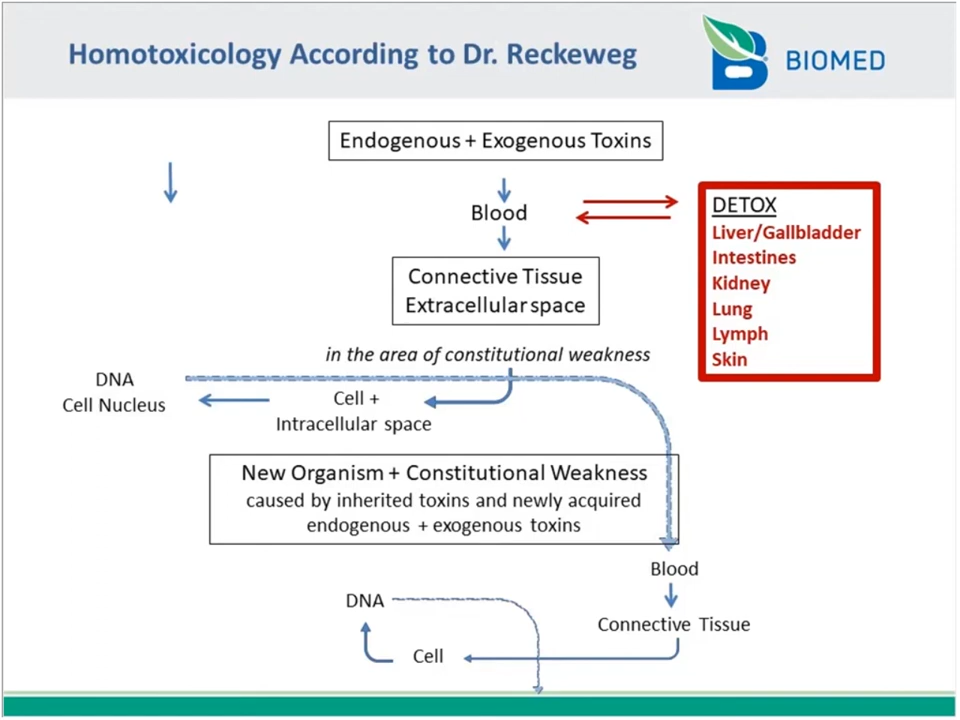 Homotoxicology According to Dr. Reckeweg
BIOMED
Endogenous + Exogenous Toxins
Blood
DETOX
Liver/Gallbladder
Intestines
Kidney
Lung
Lymph
Skin
Connective Tissue
Extracellular space
in the area of constitutional weakness
DNA
Cell Nucleus
Cell +
Intracellular space
New Organism + Constitutional Weakness
caused by inherited toxins and newly acquired
endogenous + exogenous toxins
Blood
Connective Tissue
DNA
Cell